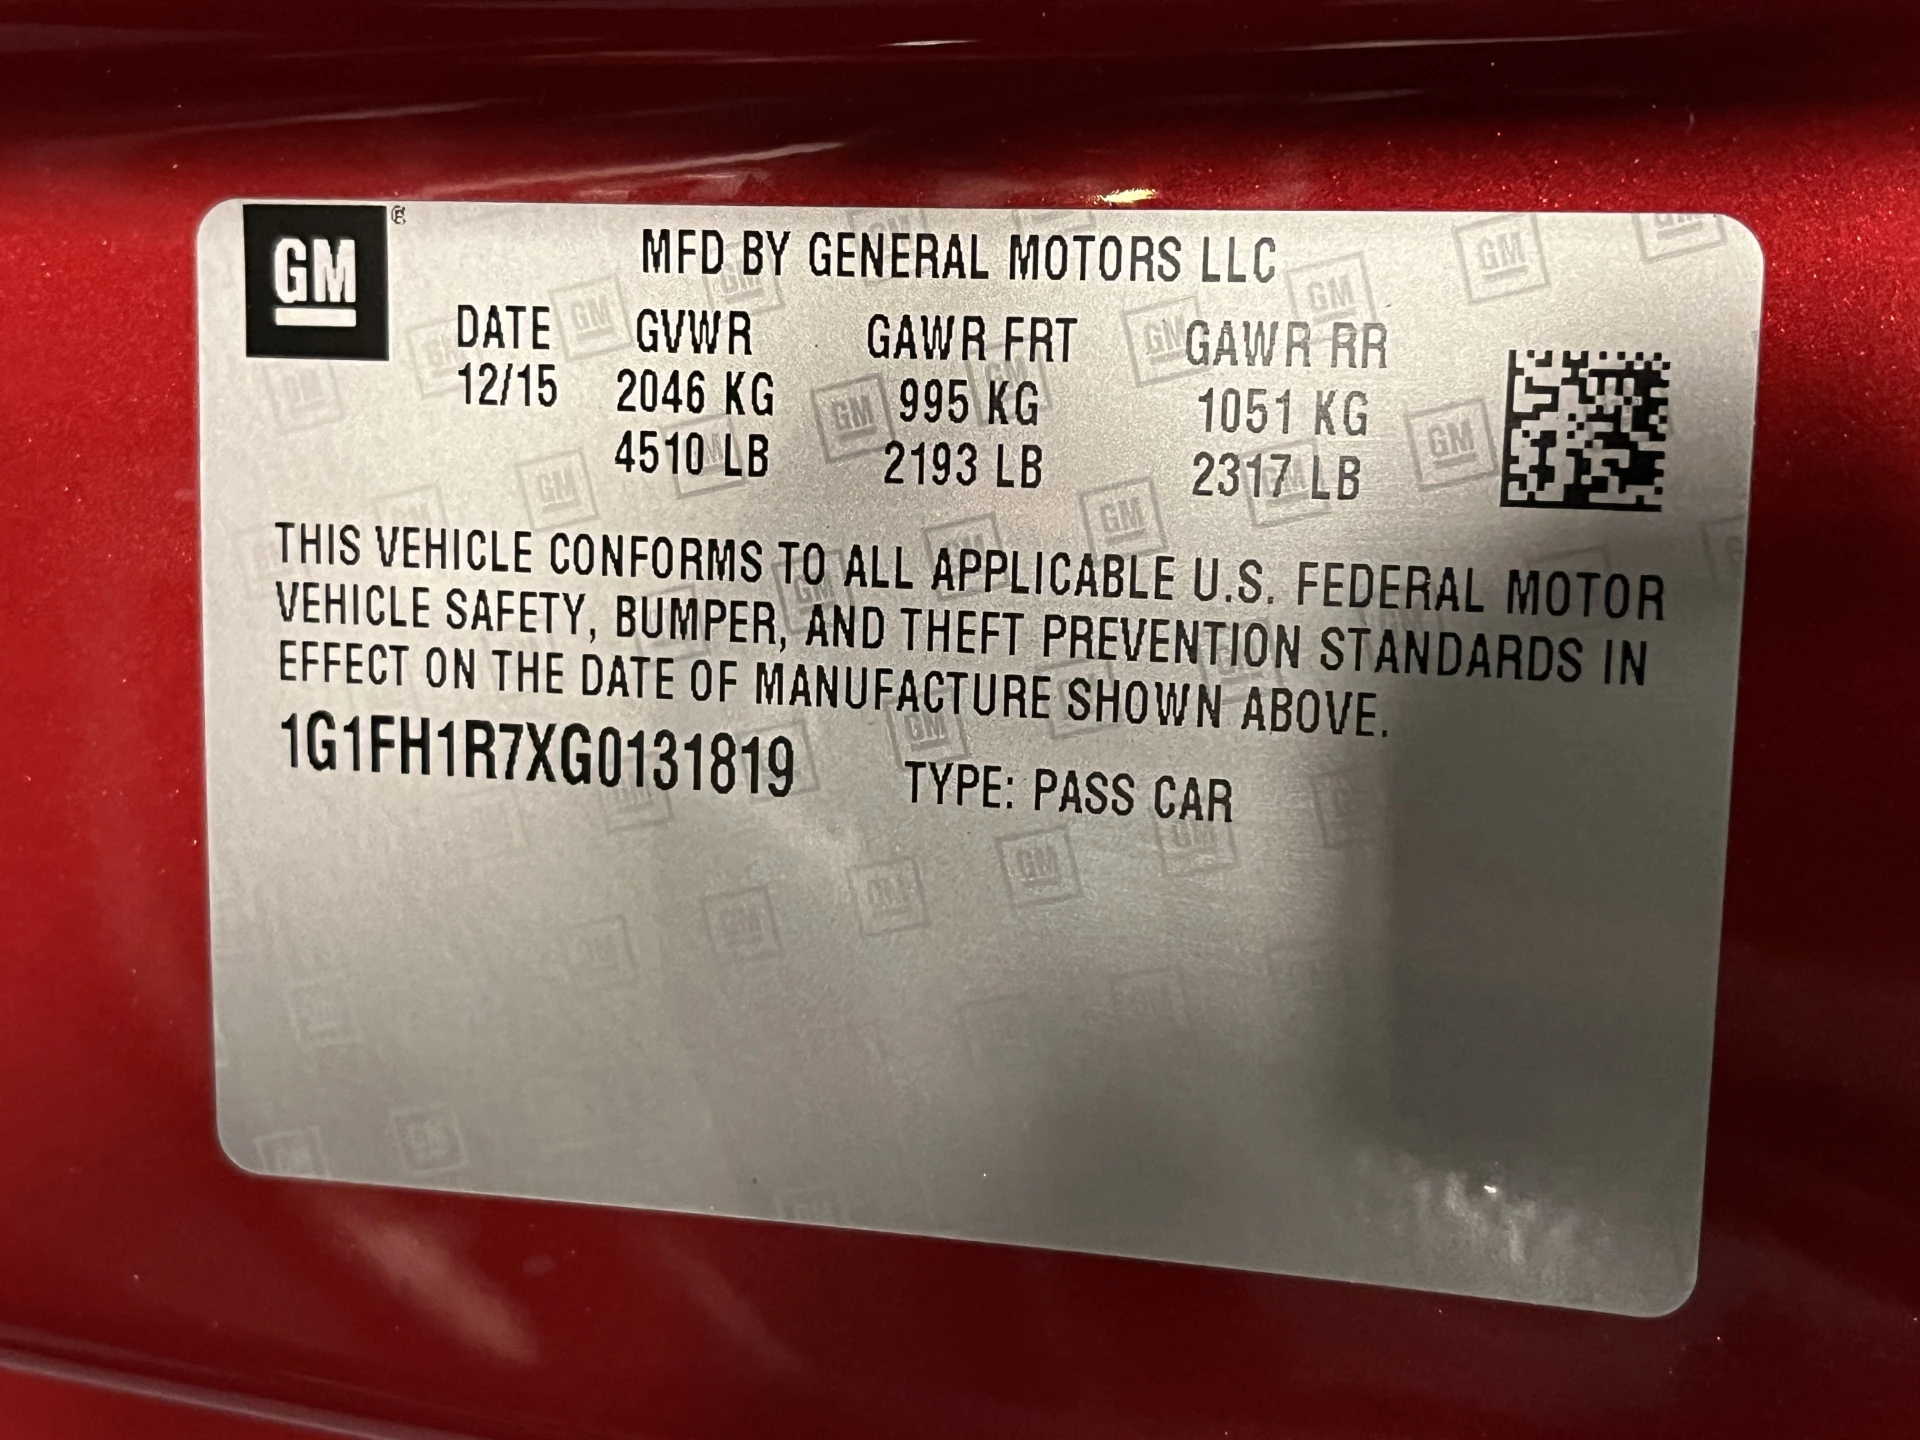 GM
MFD BY GENERAL MOTORS LLC
DATE GVWR GAWR FRT GAWR RR
12/15 2046 KG 995 KG 1051 KG
4510 LB 2193 LB 2317 LB
THIS VEHICLE CONFORMS TO ALL APPLICABLE U.S. FEDERAL MOTOR
VEHICLE SAFETY, BUMPER, AND THEFT PREVENTION STANDARDS IN
EFFECT ON THE DATE OF MANUFACTURE SHOWN ABOVE.
1G1FH1R7XG0131819 TYPE: PASS CAR